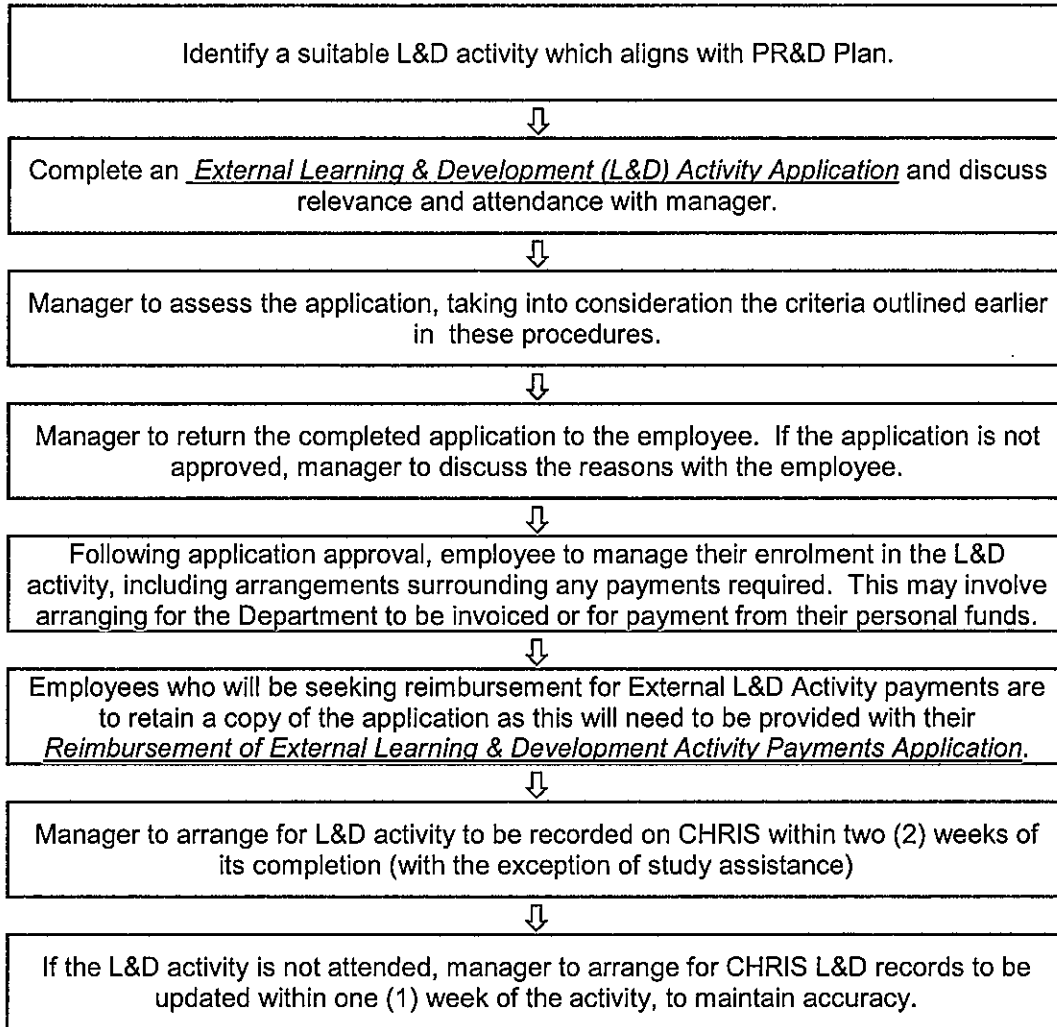 Identify a suitable L&D activity which aligns with PR&D Plan.
Complete an External Learning & Development (L&D) Activity Application and discuss
relevance and attendance with manager.
Manager to assess the application, taking into consideration the criteria outlined earlier
in these procedures.
Manager to return the completed application to the employee. If the application is not
approved, manager to discuss the reasons with the employee.
Following application approval, employee to manage their enrolment in the L&D
activity, including arrangements surrounding any payments required. This may involve
arranging for the Department to be invoiced or for payment from their personal funds.
Employees who will be seeking reimbursement for External L&D Activity payments are
to retain a copy of the application as this will need to be provided with their
Reimbursement of External Learning & Development Activity Payments Application.
Manager to arrange for L&D activity to be recorded on CHRIS within two (2) weeks of
its completion (with the exception of study assistance)
If the L&D activity is not attended, manager to arrange for CHRIS L&D records to be
updated within one (1) week of the activity, to maintain accuracy.